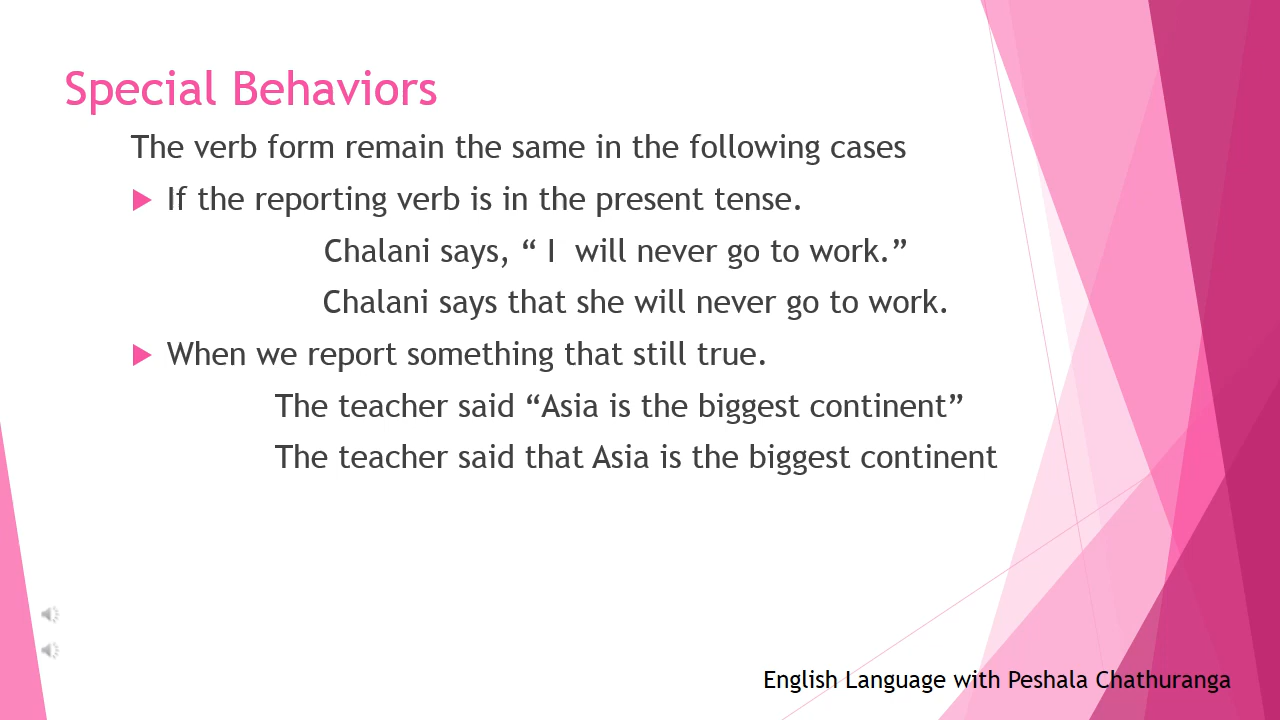 Special Behaviors
The verb form remain the same in the following cases
If the reporting verb is in the present tense.
Chalani says, “ I  will never go to work.”
Chalani says that she will never go to work.
When we report something that still true.
The teacher said “Asia is the biggest continent”
The teacher said that Asia is the biggest continent
English Language with Peshala Chathuranga